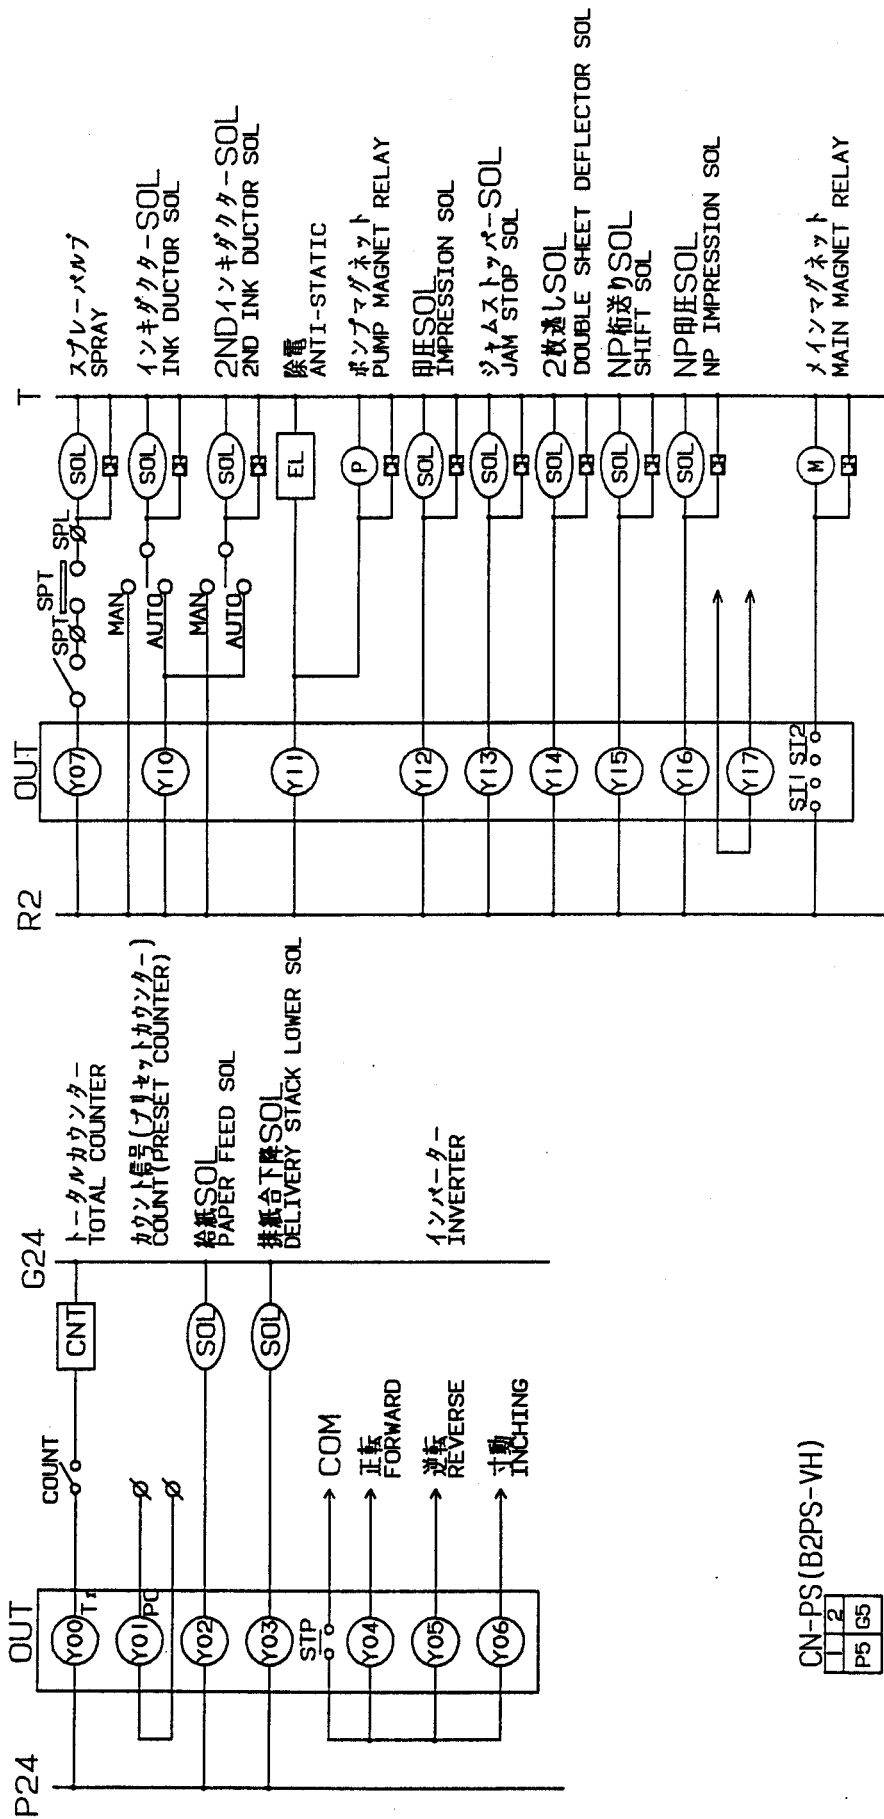 P24
OUT
G24
Y00
T1
COUNT
CNT
トータルカウンター
TOTAL COUNTER
Y01
PC
カウント信号(プリセットカウンター)
COUNT(PRESET COUNTER)
Y02
SOL
給紙SOL
PAPER FEED SOL
Y03
SOL
排紙台下降SOL
DELIVERY STACK LOWER SOL
STP
COM
Y04
正転
FORWARD
Y05
逆転
REVERSE
インバーター
INVERTER
Y06
寸動
INCHING
CN-PS(B2PS-VH)
1 2
P5 G5
R2
OUT
T
Y07
SPT
SPT
SPL
SOL
CR
スプレーバルブ
SPRAY
MAN
AUTO
Y10
SOL
CR
インキダクターSOL
INK DUCTOR SOL
MAN
AUTO
SOL
CR
2NDインキダクターSOL
2ND INK DUCTOR SOL
Y11
EL
除電
ANTI-STATIC
P
CR
ポンプマグネット
PUMP MAGNET RELAY
Y12
SOL
CR
印圧SOL
IMPRESSION SOL
Y13
SOL
CR
ジャムストッパーSOL
JAM STOP SOL
Y14
SOL
CR
2枚逃しSOL
DOUBLE SHEET DEFLECTOR SOL
Y15
SOL
CR
NP桁送りSOL
SHIFT SOL
Y16
SOL
CR
NP印圧SOL
NP IMPRESSION SOL
Y17
SI1 SI2
M
CR
メインマグネット
MAIN MAGNET RELAY